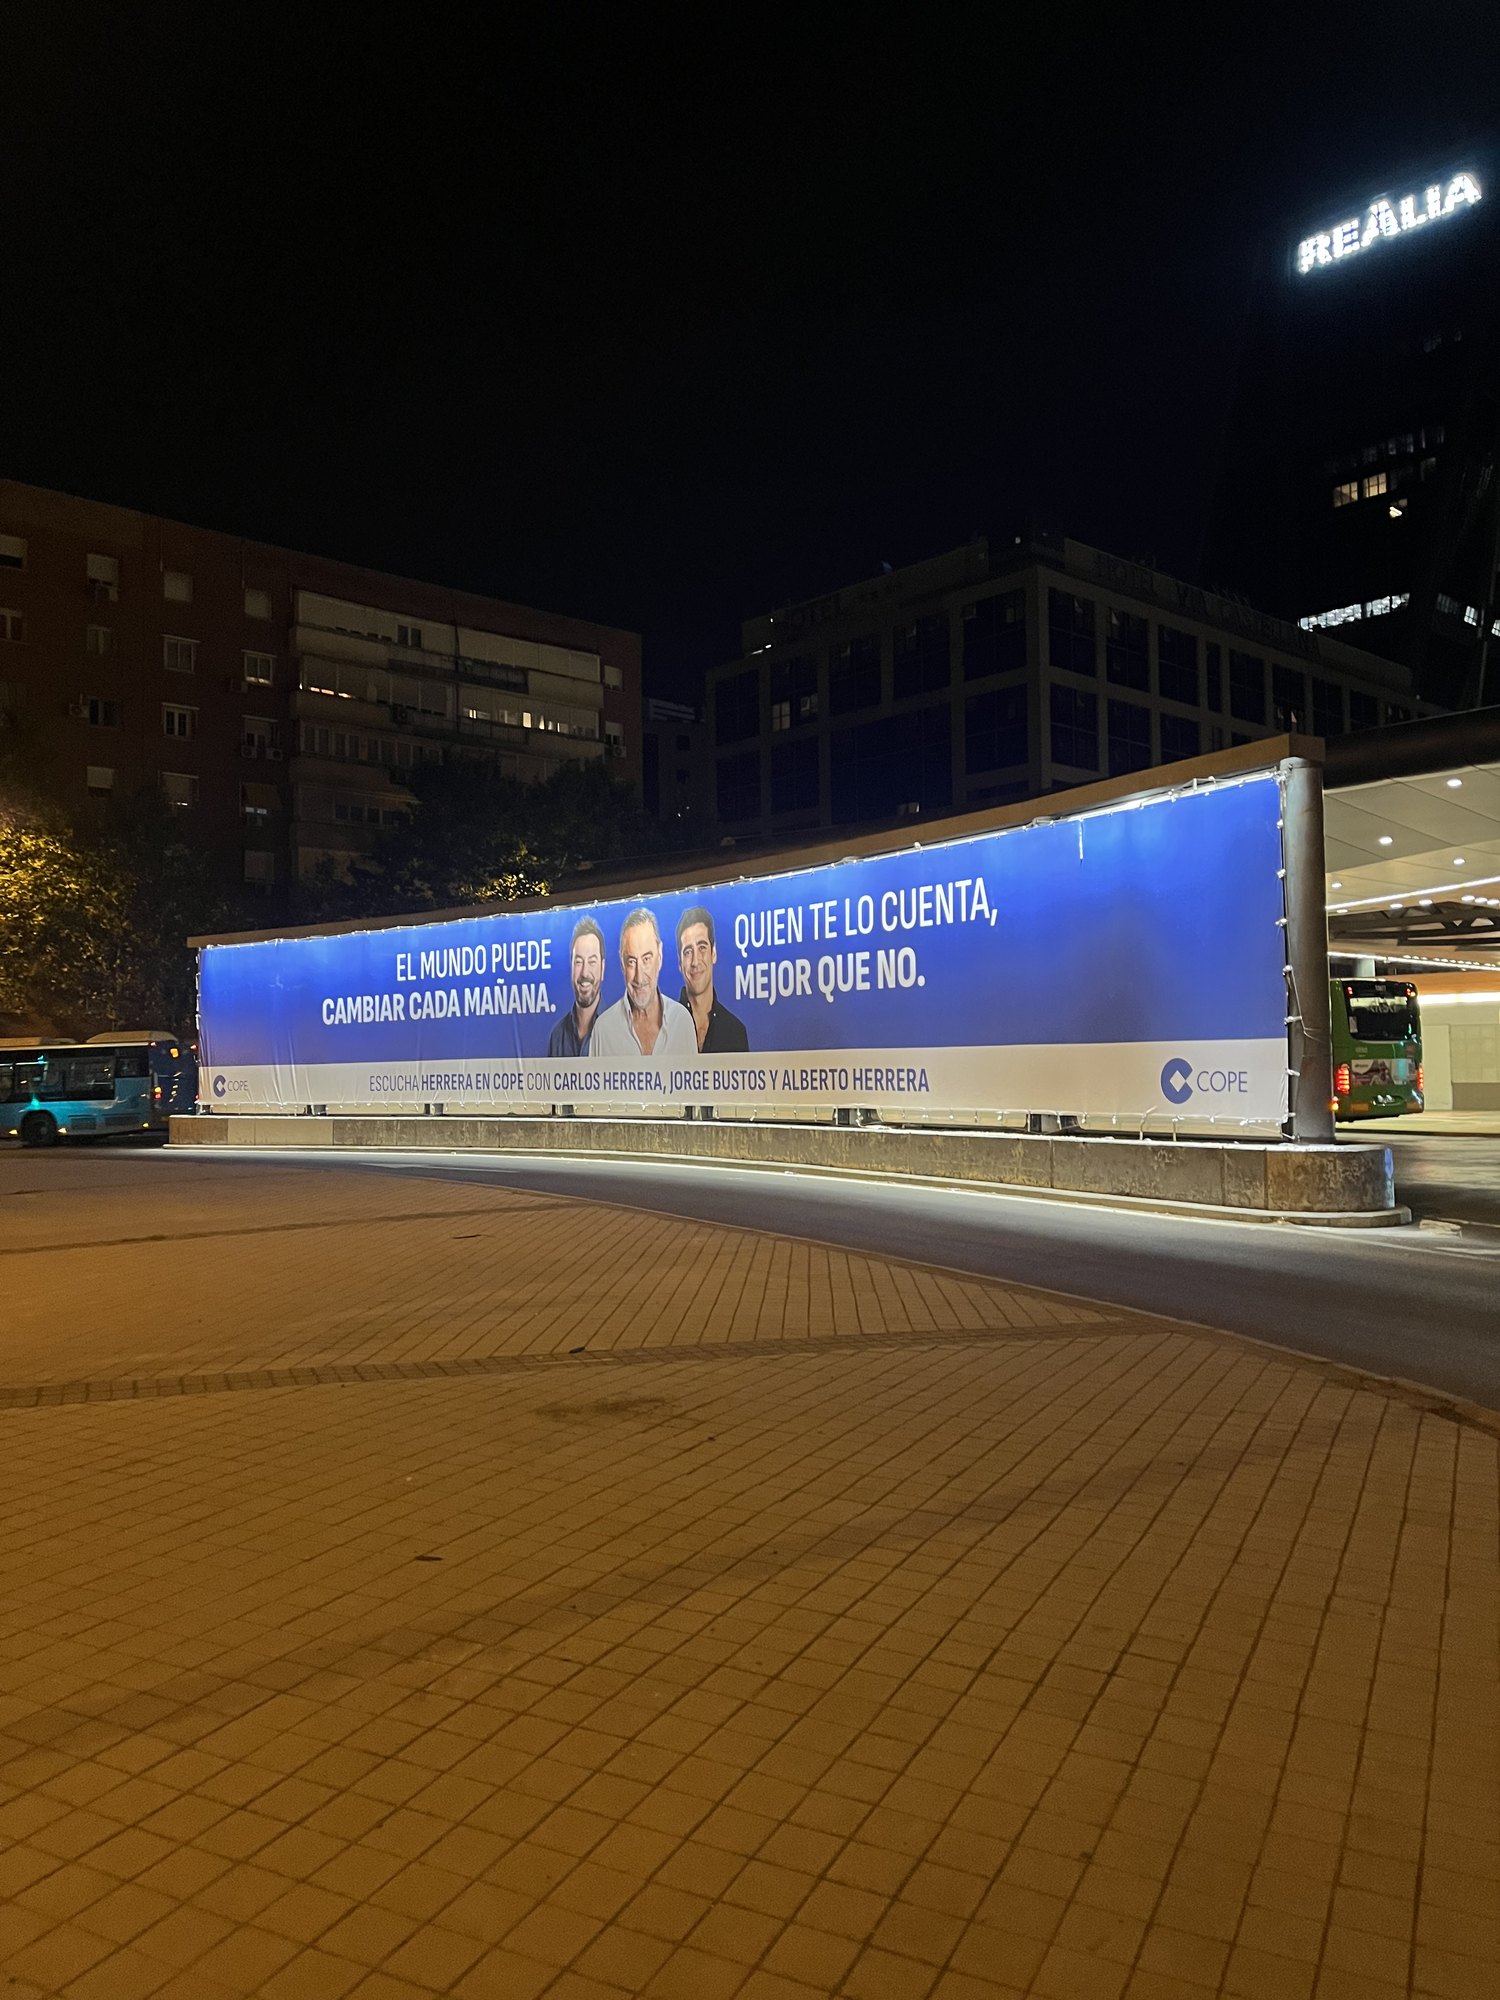 REALIA
EL MUNDO PUEDE
CAMBIAR CADA MAÑANA.
QUIEN TE LO CUENTA,
MEJOR QUE NO.
COPE
ESCUCHA HERRERA EN COPE CON CARLOS HERRERA, JORGE BUSTOS Y ALBERTO HERRERA
COPE